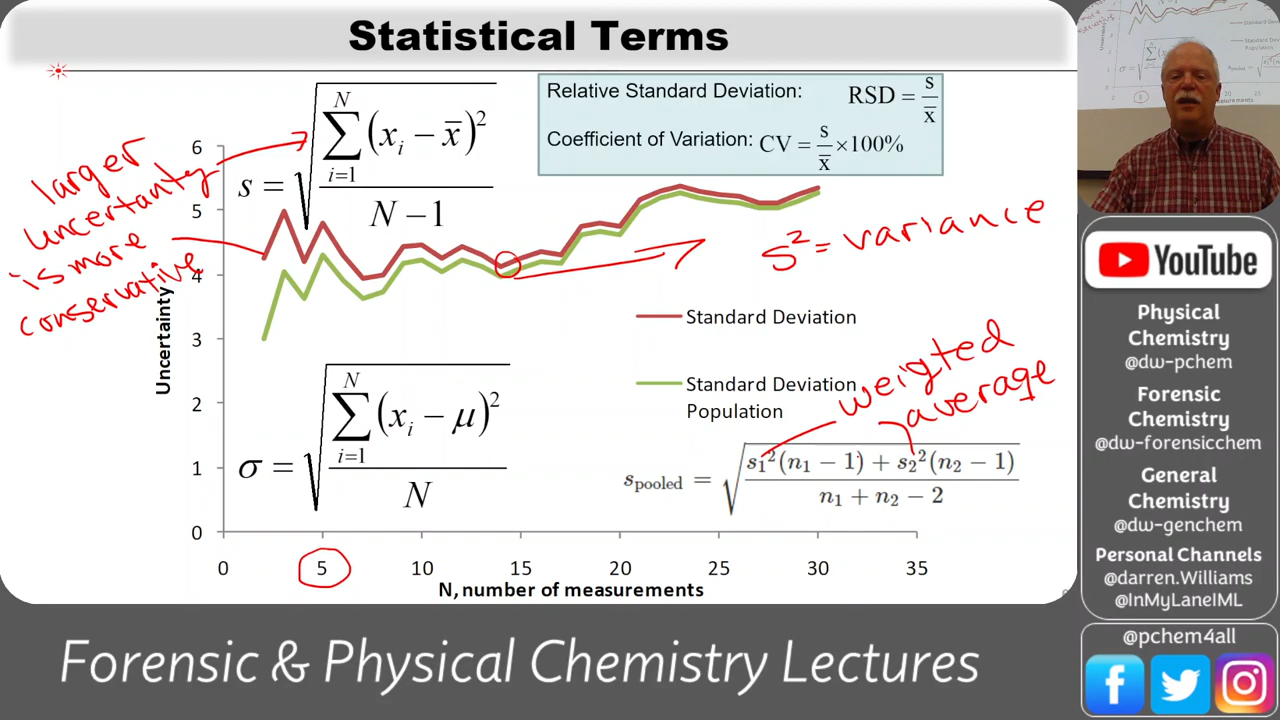 Statistical Terms
Relative Standard Deviation: RSD = s / x̅
Coefficient of Variation: CV = s / x̅ ×100%
s = √( ∑_{i=1}^{N} (x_i − x̅)² / (N −1) )
larger
uncertanty
is more
conservative
S² = variance
6
5
4
3
2
1
0
Uncertainty
Standard Deviation
Standard Deviation
Population
weigted
average
σ = √( ∑_{i=1}^{N} (x_i − μ)² / N )
s_pooled = √( (s₁²(n₁ − 1) + s₂²(n₂ − 1)) / (n₁ + n₂ − 2) )
0 5 10 15 20 25 30 35
N, number of measurements
YouTube
Physical
Chemistry
@dw-pchem
Forensic
Chemistry
@dw-forensicchem
General
Chemistry
@dw-genchem
Personal Channels
@darren.Williams
@InMyLaneIML
@pchem4all
Forensic & Physical Chemistry Lectures